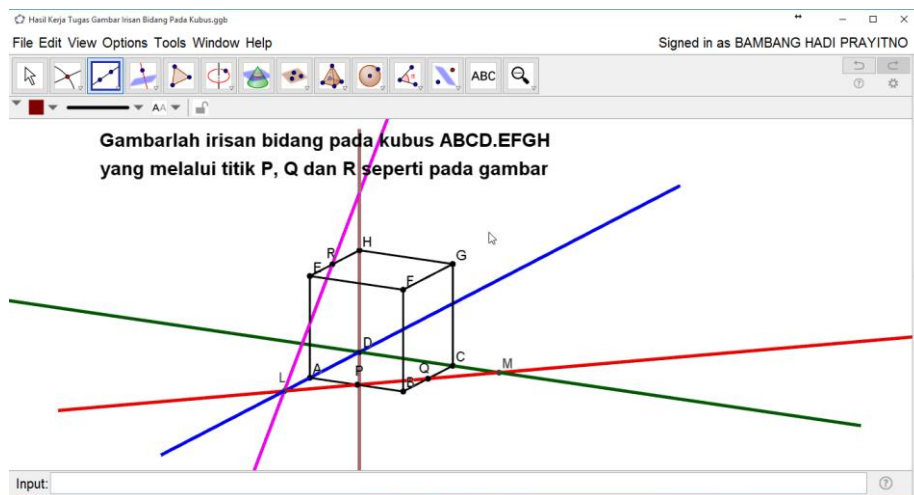 Hasil Kerja Tugas Gambar Irisan Bidang Pada Kubus.ggb
File Edit View Options Tools Window Help
Signed in as BAMBANG HADI PRAYITNO
ABC
AA
Gambarlah irisan bidang pada kubus ABCD.EFGH
yang melalui titik P, Q dan R seperti pada gambar
H
R
G
E
F
D
C
M
Q
P
A
L
B
Input: